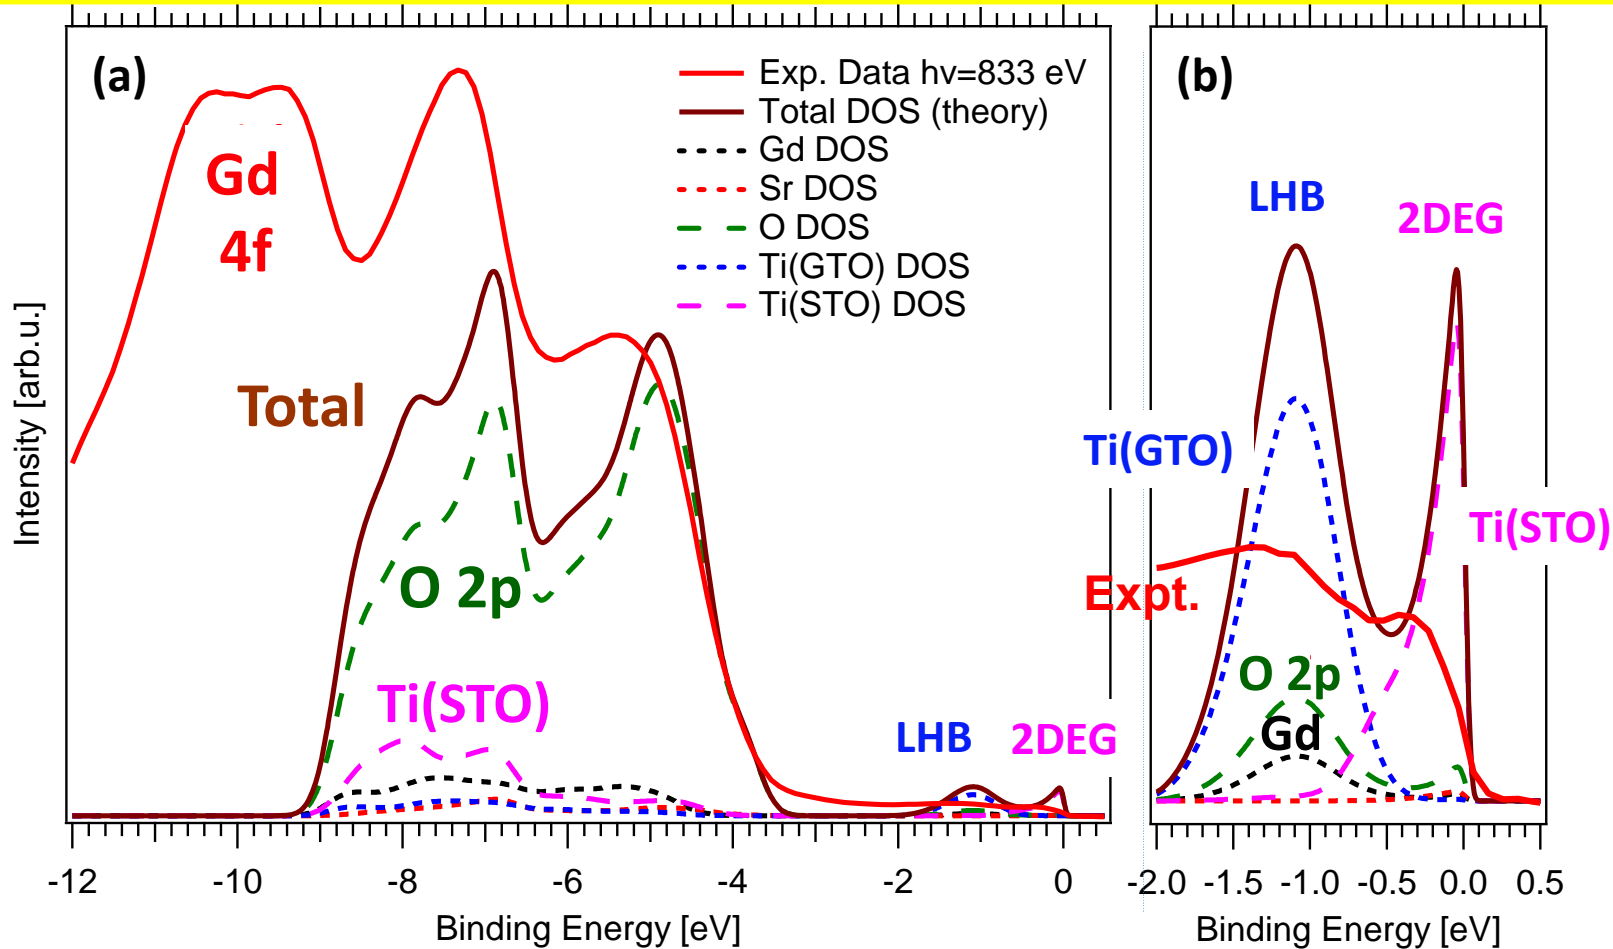 (a)
Exp. Data hv=833 eV
Total DOS (theory)
Gd DOS
Sr DOS
O DOS
Ti(GTO) DOS
Ti(STO) DOS
Gd
4f
Total
O 2p
Ti(STO)
LHB
2DEG
Intensity [arb.u.]
-12
-10
-8
-6
-4
-2
0
Binding Energy [eV]
(b)
LHB
2DEG
Ti(GTO)
Ti(STO)
Expt.
O 2p
Gd
-2.0
-1.5
-1.0
-0.5
0.0
0.5
Binding Energy [eV]